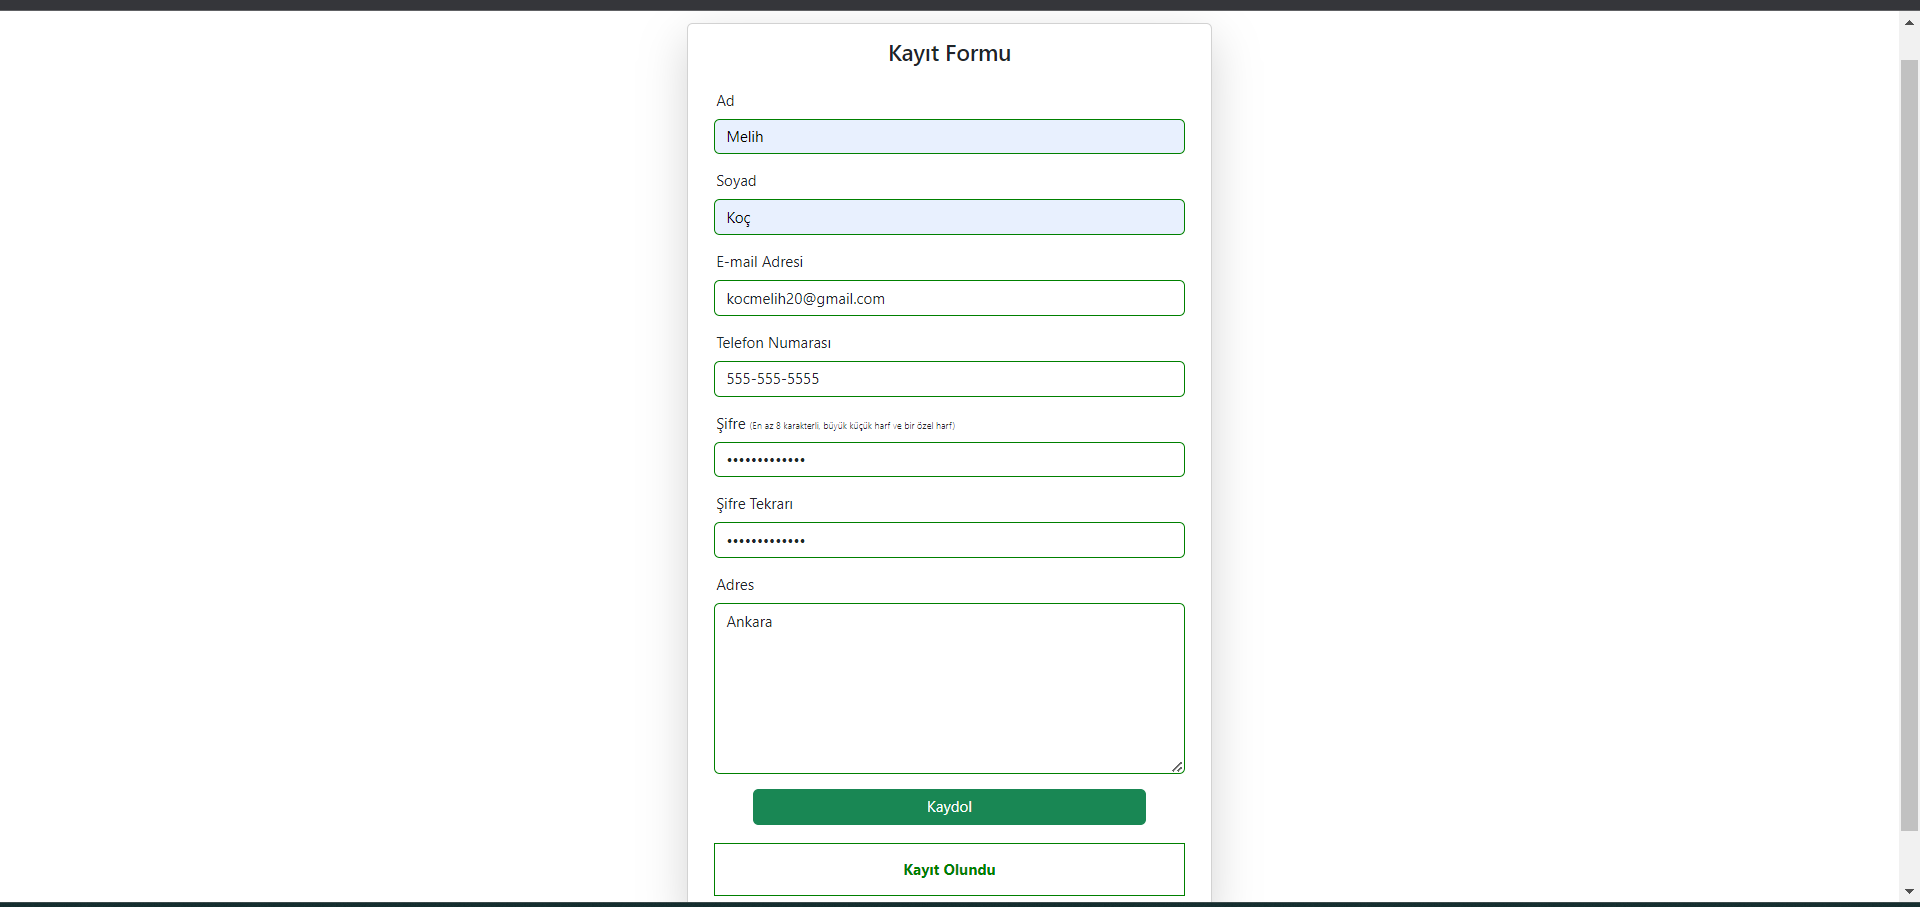 Kayıt Formu
Ad
Melih
Soyad
Koç
E-mail Adresi
kocmelih20@gmail.com
Telefon Numarası
555-555-5555
Şifre (En az 8 karakterli, büyük küçük harf ve bir özel harf)
•••••••••••••
Şifre Tekrarı
•••••••••••••
Adres
Ankara
Kaydol
Kayıt Olundu